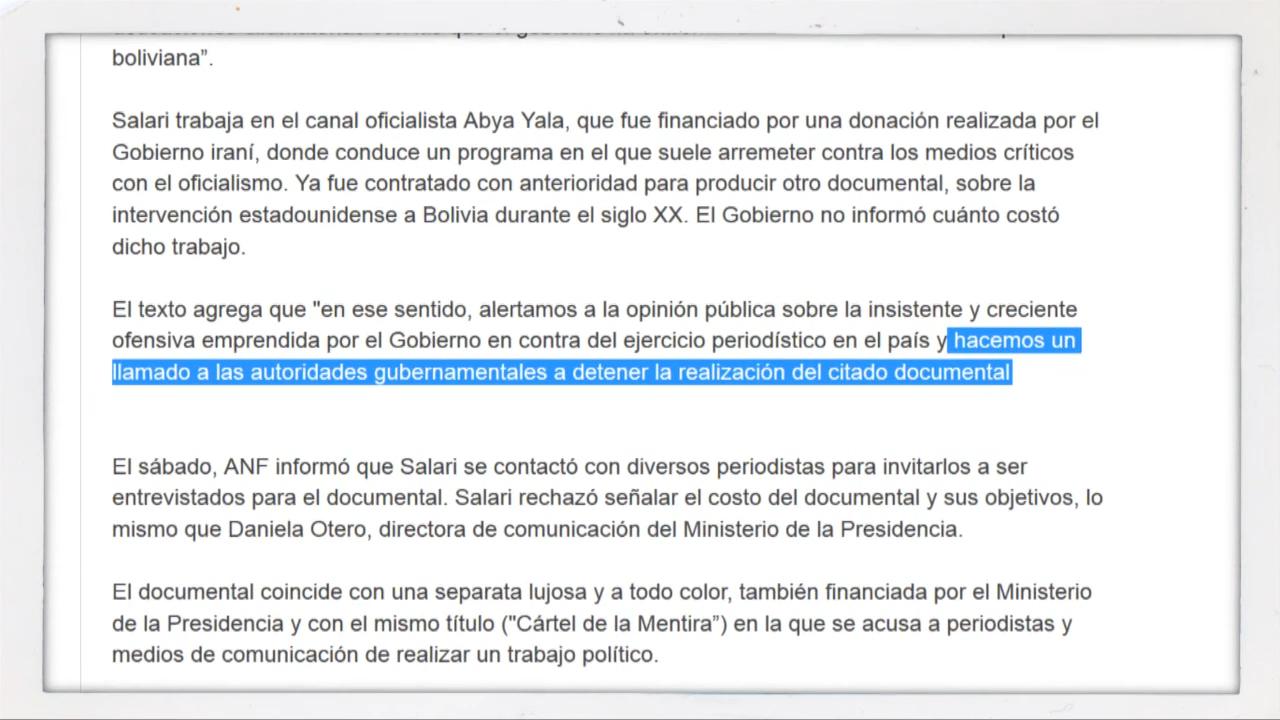 boliviana”.
Salari trabaja en el canal oficialista Abya Yala, que fue financiado por una donación realizada por el
Gobierno iraní, donde conduce un programa en el que suele arremeter contra los medios críticos
con el oficialismo. Ya fue contratado con anterioridad para producir otro documental, sobre la
intervención estadounidense a Bolivia durante el siglo XX. El Gobierno no informó cuánto costó
dicho trabajo.
El texto agrega que "en ese sentido, alertamos a la opinión pública sobre la insistente y creciente
ofensiva emprendida por el Gobierno en contra del ejercicio periodístico en el país y hacemos un
llamado a las autoridades gubernamentales a detener la realización del citado documental
El sábado, ANF informó que Salari se contactó con diversos periodistas para invitarlos a ser
entrevistados para el documental. Salari rechazó señalar el costo del documental y sus objetivos, lo
mismo que Daniela Otero, directora de comunicación del Ministerio de la Presidencia.
El documental coincide con una separata lujosa y a todo color, también financiada por el Ministerio
de la Presidencia y con el mismo título ("Cártel de la Mentira”) en la que se acusa a periodistas y
medios de comunicación de realizar un trabajo político.